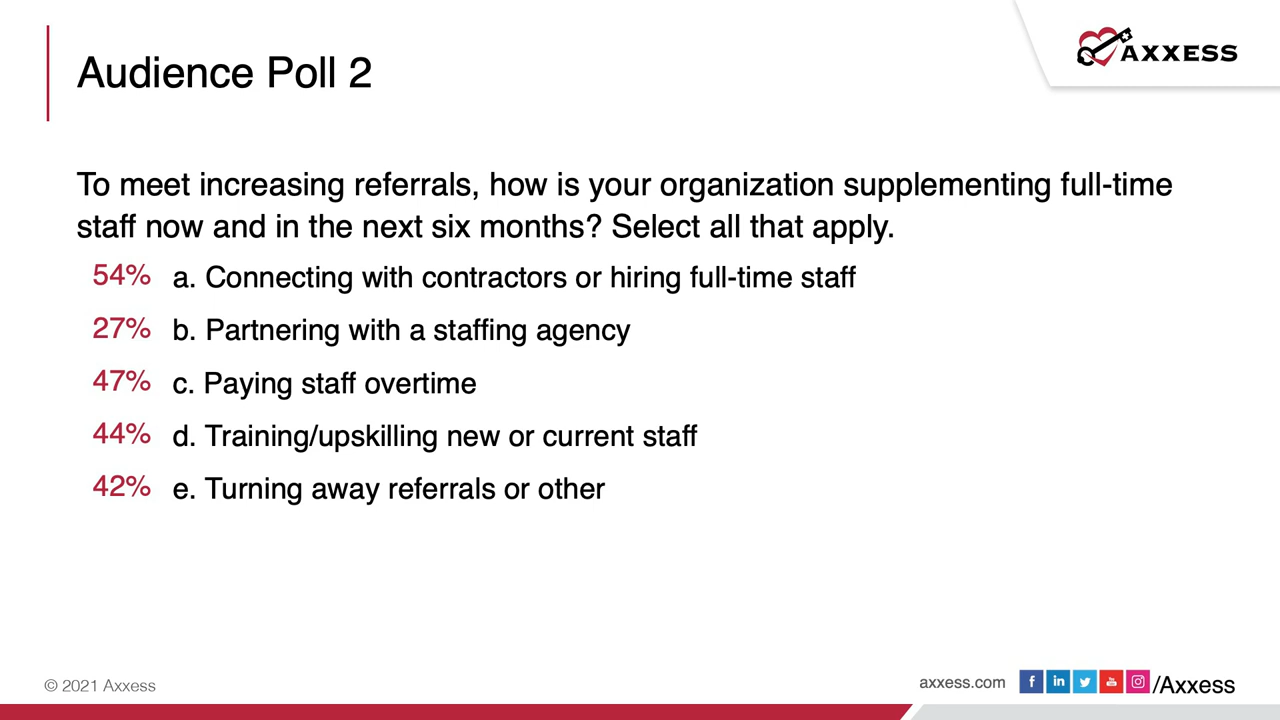 AXXESS
Audience Poll 2
To meet increasing referrals, how is your organization supplementing full-time
staff now and in the next six months? Select all that apply.
54% a. Connecting with contractors or hiring full-time staff
27% b. Partnering with a staffing agency
47% c. Paying staff overtime
44% d. Training/upskilling new or current staff
42% e. Turning away referrals or other
© 2021 Axxess
axxess.com /Axxess